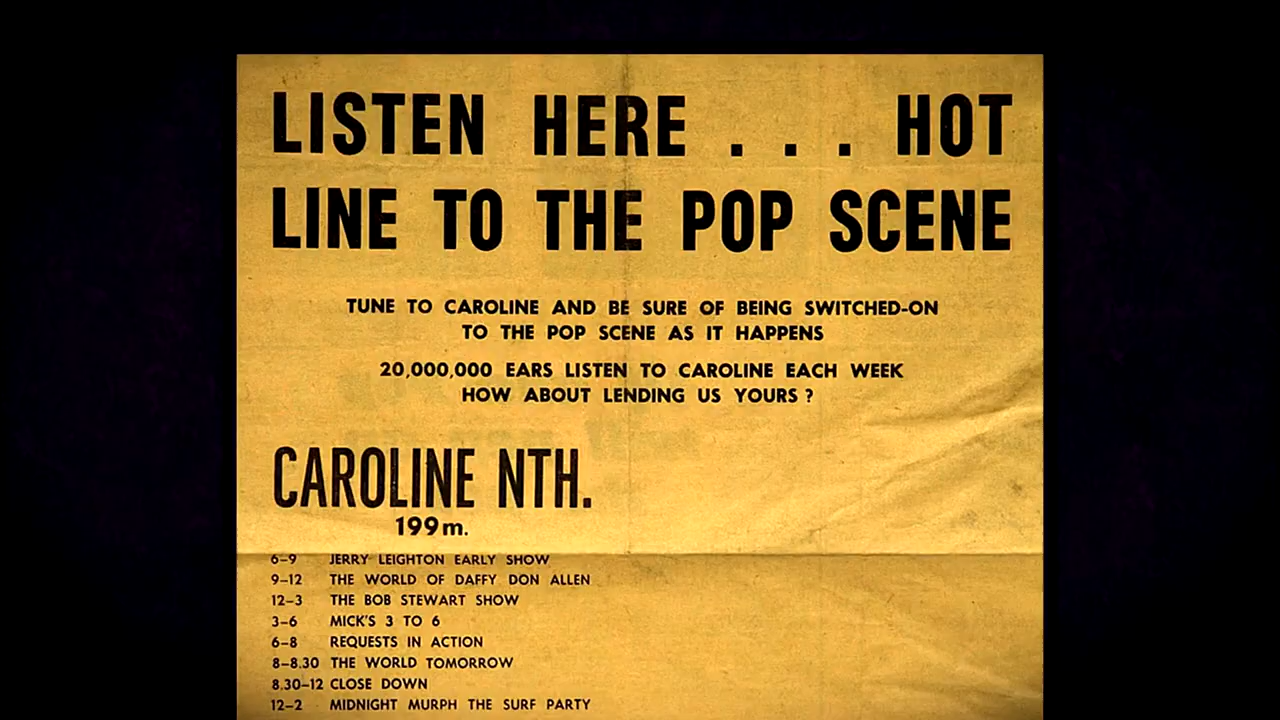 LISTEN HERE . . . HOT
LINE TO THE POP SCENE
TUNE TO CAROLINE AND BE SURE OF BEING SWITCHED-ON
TO THE POP SCENE AS IT HAPPENS
20,000,000 EARS LISTEN TO CAROLINE EACH WEEK
HOW ABOUT LENDING US YOURS ?
CAROLINE NTH.
199 m.
6–9 JERRY LEIGHTON EARLY SHOW
9–12 THE WORLD OF DAFFY DON ALLEN
12–3 THE BOB STEWART SHOW
3–6 MICK'S 3 TO 6
6–8 REQUESTS IN ACTION
8–8.30 THE WORLD TOMORROW
8.30–12 CLOSE DOWN
12–2 MIDNIGHT MURPH THE SURF PARTY